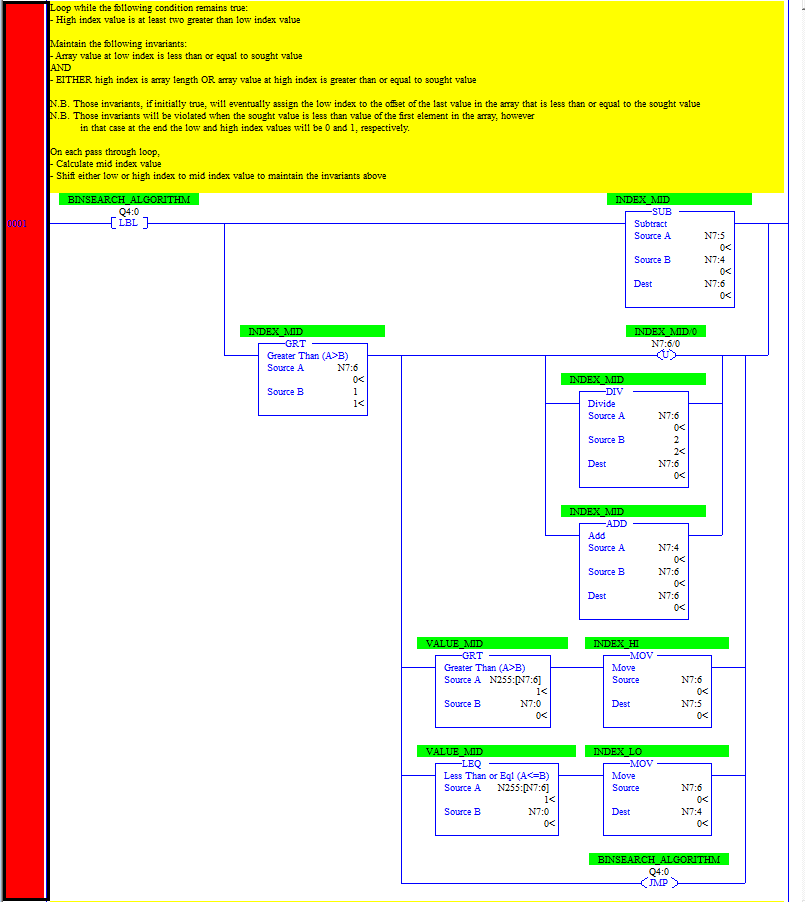 Loop while the following condition remains true:
- High index value is at least two greater than low index value
Maintain the following invariants:
- Array value at low index is less than or equal to sought value
AND
- EITHER high index is array length OR array value at high index is greater than or equal to sought value
N.B. Those invariants, if initially true, will eventually assign the low index to the offset of the last value in the array that is less than or equal to the sought value
N.B. Those invariants will be violated when the sought value is less than value of the first element in the array, however
in that case at the end the low and high index values will be 0 and 1, respectively.
On each pass through loop,
- Calculate mid index value
- Shift either low or high index to mid index value to maintain the invariants above
BINSEARCH_ALGORITHM
Q4:0
LBL
0001
INDEX_MID
SUB
Subtract
Source A N7:5
0<
Source B N7:4
0<
Dest N7:6
0<
INDEX_MID
GRT
Greater Than (A>B)
Source A N7:6
0<
Source B 1
1<
INDEX_MID/0
N7:6/0
U
INDEX_MID
DIV
Divide
Source A N7:6
0<
Source B 2
2<
Dest N7:6
0<
INDEX_MID
ADD
Add
Source A N7:4
0<
Source B N7:6
0<
Dest N7:6
0<
VALUE_MID
GRT
Greater Than (A>B)
Source A N255:[N7:6]
1<
Source B N7:0
0<
INDEX_HI
MOV
Move
Source N7:6
0<
Dest N7:5
0<
VALUE_MID
LEQ
Less Than or Eql (A<=B)
Source A N255:[N7:6]
1<
Source B N7:0
0<
INDEX_LO
MOV
Move
Source N7:6
0<
Dest N7:4
0<
BINSEARCH_ALGORITHM
Q4:0
JMP